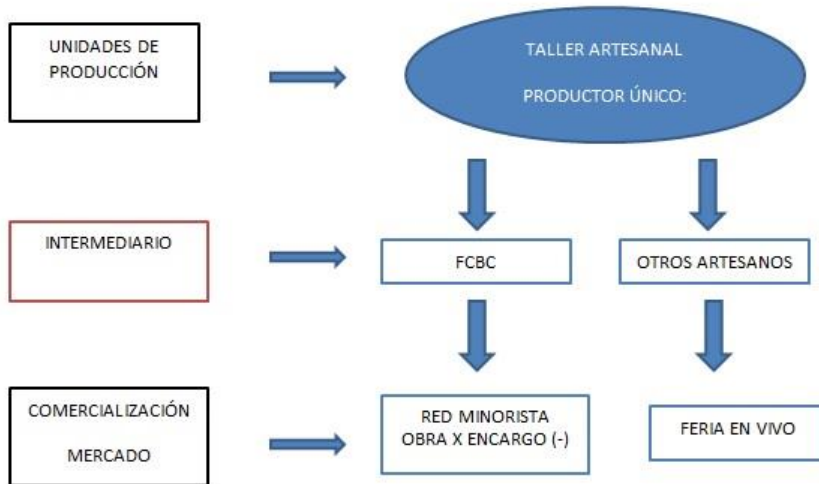 UNIDADES DE
PRODUCCIÓN
TALLER ARTESANAL
PRODUCTOR ÚNICO:
INTERMEDIARIO
FCBC
OTROS ARTESANOS
COMERCIALIZACIÓN
MERCADO
RED MINORISTA
OBRA X ENCARGO (-)
FERIA EN VIVO